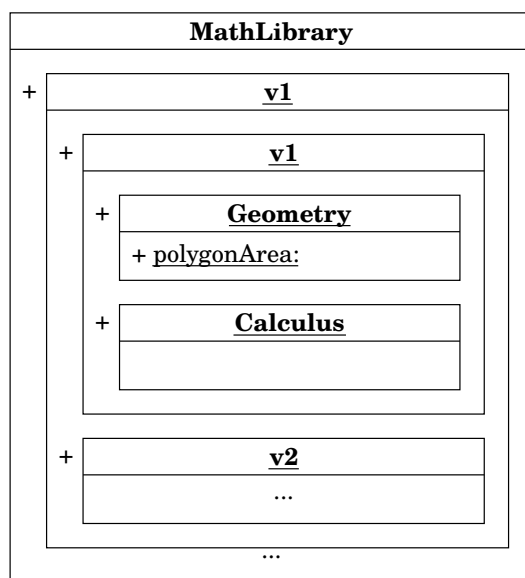 MathLibrary
+ v1
+ v1
+ Geometry
+ polygonArea:
+ Calculus
+ v2
...
...